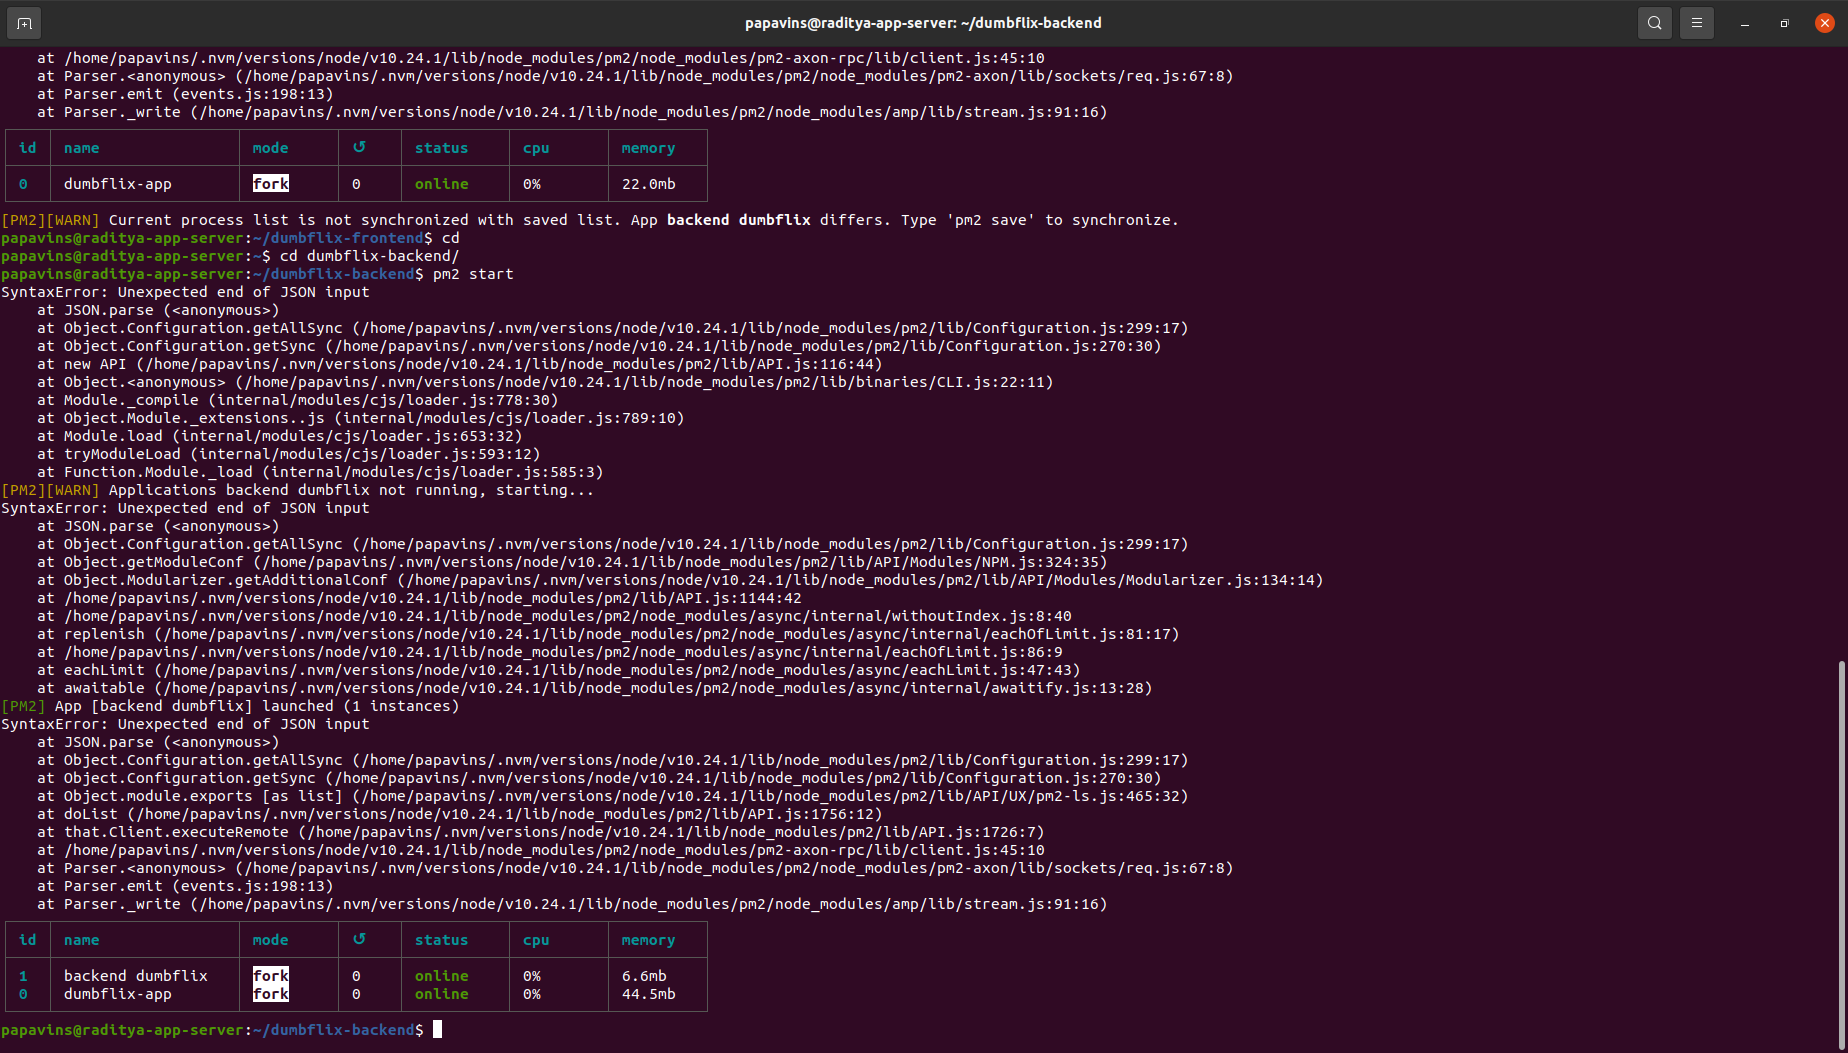 papavins@raditya-app-server: ~/dumbflix-backend
    at /home/papavins/.nvm/versions/node/v10.24.1/lib/node_modules/pm2/node_modules/pm2-axon-rpc/lib/client.js:45:10
    at Parser.<anonymous> (/home/papavins/.nvm/versions/node/v10.24.1/lib/node_modules/pm2/node_modules/pm2-axon/lib/sockets/req.js:67:8)
    at Parser.emit (events.js:198:13)
    at Parser._write (/home/papavins/.nvm/versions/node/v10.24.1/lib/node_modules/pm2/node_modules/amp/lib/stream.js:91:16)
id name mode ↺ status cpu memory
0 dumbflix-app fork 0 online 0% 22.0mb
[PM2][WARN] Current process list is not synchronized with saved list. App backend dumbflix differs. Type 'pm2 save' to synchronize.
papavins@raditya-app-server:~/dumbflix-frontend$ cd
papavins@raditya-app-server:~$ cd dumbflix-backend/
papavins@raditya-app-server:~/dumbflix-backend$ pm2 start
SyntaxError: Unexpected end of JSON input
    at JSON.parse (<anonymous>)
    at Object.Configuration.getAllSync (/home/papavins/.nvm/versions/node/v10.24.1/lib/node_modules/pm2/lib/Configuration.js:299:17)
    at Object.Configuration.getSync (/home/papavins/.nvm/versions/node/v10.24.1/lib/node_modules/pm2/lib/Configuration.js:270:30)
    at new API (/home/papavins/.nvm/versions/node/v10.24.1/lib/node_modules/pm2/lib/API.js:116:44)
    at Object.<anonymous> (/home/papavins/.nvm/versions/node/v10.24.1/lib/node_modules/pm2/lib/binaries/CLI.js:22:11)
    at Module._compile (internal/modules/cjs/loader.js:778:30)
    at Object.Module._extensions..js (internal/modules/cjs/loader.js:789:10)
    at Module.load (internal/modules/cjs/loader.js:653:32)
    at tryModuleLoad (internal/modules/cjs/loader.js:593:12)
    at Function.Module._load (internal/modules/cjs/loader.js:585:3)
[PM2][WARN] Applications backend dumbflix not running, starting...
SyntaxError: Unexpected end of JSON input
    at JSON.parse (<anonymous>)
    at Object.Configuration.getAllSync (/home/papavins/.nvm/versions/node/v10.24.1/lib/node_modules/pm2/lib/Configuration.js:299:17)
    at Object.getModuleConf (/home/papavins/.nvm/versions/node/v10.24.1/lib/node_modules/pm2/lib/API/Modules/NPM.js:324:35)
    at Object.Modularizer.getAdditionalConf (/home/papavins/.nvm/versions/node/v10.24.1/lib/node_modules/pm2/lib/API/Modules/Modularizer.js:134:14)
    at /home/papavins/.nvm/versions/node/v10.24.1/lib/node_modules/pm2/lib/API.js:1144:42
    at /home/papavins/.nvm/versions/node/v10.24.1/lib/node_modules/pm2/node_modules/async/internal/withoutIndex.js:8:40
    at replenish (/home/papavins/.nvm/versions/node/v10.24.1/lib/node_modules/pm2/node_modules/async/internal/eachOfLimit.js:81:17)
    at /home/papavins/.nvm/versions/node/v10.24.1/lib/node_modules/pm2/node_modules/async/internal/eachOfLimit.js:86:9
    at eachLimit (/home/papavins/.nvm/versions/node/v10.24.1/lib/node_modules/pm2/node_modules/async/eachLimit.js:47:43)
    at awaitable (/home/papavins/.nvm/versions/node/v10.24.1/lib/node_modules/pm2/node_modules/async/internal/awaitify.js:13:28)
[PM2] App [backend dumbflix] launched (1 instances)
SyntaxError: Unexpected end of JSON input
    at JSON.parse (<anonymous>)
    at Object.Configuration.getAllSync (/home/papavins/.nvm/versions/node/v10.24.1/lib/node_modules/pm2/lib/Configuration.js:299:17)
    at Object.Configuration.getSync (/home/papavins/.nvm/versions/node/v10.24.1/lib/node_modules/pm2/lib/Configuration.js:270:30)
    at Object.module.exports [as list] (/home/papavins/.nvm/versions/node/v10.24.1/lib/node_modules/pm2/lib/API/UX/pm2-ls.js:465:32)
    at doList (/home/papavins/.nvm/versions/node/v10.24.1/lib/node_modules/pm2/lib/API.js:1756:12)
    at that.Client.executeRemote (/home/papavins/.nvm/versions/node/v10.24.1/lib/node_modules/pm2/lib/API.js:1726:7)
    at /home/papavins/.nvm/versions/node/v10.24.1/lib/node_modules/pm2/node_modules/pm2-axon-rpc/lib/client.js:45:10
    at Parser.<anonymous> (/home/papavins/.nvm/versions/node/v10.24.1/lib/node_modules/pm2/node_modules/pm2-axon/lib/sockets/req.js:67:8)
    at Parser.emit (events.js:198:13)
    at Parser._write (/home/papavins/.nvm/versions/node/v10.24.1/lib/node_modules/pm2/node_modules/amp/lib/stream.js:91:16)
id name mode ↺ status cpu memory
1 backend dumbflix fork 0 online 0% 6.6mb
0 dumbflix-app fork 0 online 0% 44.5mb
papavins@raditya-app-server:~/dumbflix-backend$